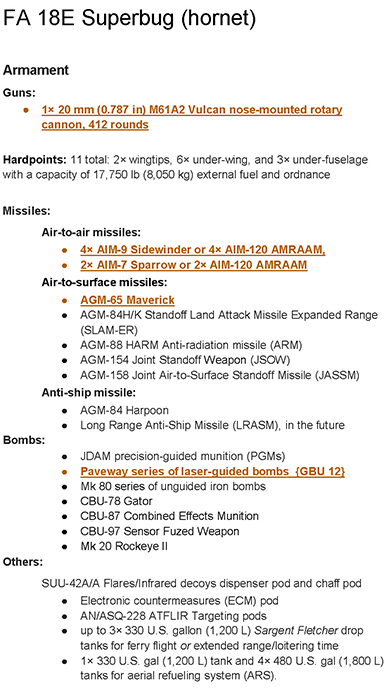 FA 18E Superbug (hornet)
Armament
Guns:
● 1× 20 mm (0.787 in) M61A2 Vulcan nose-mounted rotary
cannon, 412 rounds
Hardpoints: 11 total: 2× wingtips, 6× under-wing, and 3× under-fuselage
with a capacity of 17,750 lb (8,050 kg) external fuel and ordnance
Missiles:
Air-to-air missiles:
● 4× AIM-9 Sidewinder or 4× AIM-120 AMRAAM,
● 2× AIM-7 Sparrow or 2× AIM-120 AMRAAM
Air-to-surface missiles:
● AGM-65 Maverick
● AGM-84H/K Standoff Land Attack Missile Expanded Range
(SLAM-ER)
● AGM-88 HARM Anti-radiation missile (ARM)
● AGM-154 Joint Standoff Weapon (JSOW)
● AGM-158 Joint Air-to-Surface Standoff Missile (JASSM)
Anti-ship missile:
● AGM-84 Harpoon
● Long Range Anti-Ship Missile (LRASM), in the future
Bombs:
● JDAM precision-guided munition (PGMs)
● Paveway series of laser-guided bombs {GBU 12}
● Mk 80 series of unguided iron bombs
● CBU-78 Gator
● CBU-87 Combined Effects Munition
● CBU-97 Sensor Fuzed Weapon
● Mk 20 Rockeye II
Others:
SUU-42A/A Flares/Infrared decoys dispenser pod and chaff pod
● Electronic countermeasures (ECM) pod
● AN/ASQ-228 ATFLIR Targeting pods
● up to 3× 330 U.S. gallon (1,200 L) Sargent Fletcher drop
tanks for ferry flight or extended range/loitering time
● 1× 330 U.S. gal (1,200 L) tank and 4× 480 U.S. gal (1,800 L)
tanks for aerial refueling system (ARS).